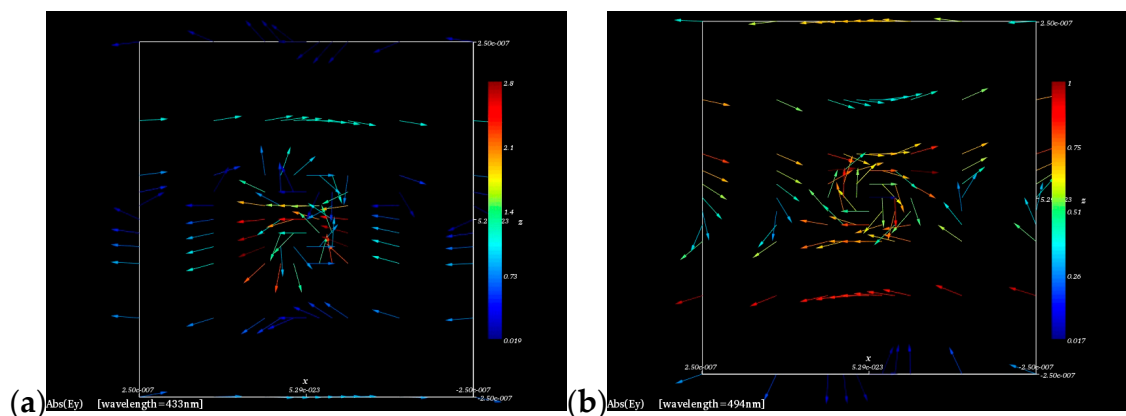 2.50e-007
2.8
2.1
1.4
5.29e-023
z
0.73
0.019
x
2.50e-007
5.29e-023
-2.50e-007
-2.50e-007
(a) Abs(Ey) [wavelength=433nm]
2.50e-007
1
0.75
0.51
z
0.26
0.017
x
2.50e-007
5.29e-023
-2.50e-007
-2.50e-007
(b) Abs(Ey) [wavelength=494nm]